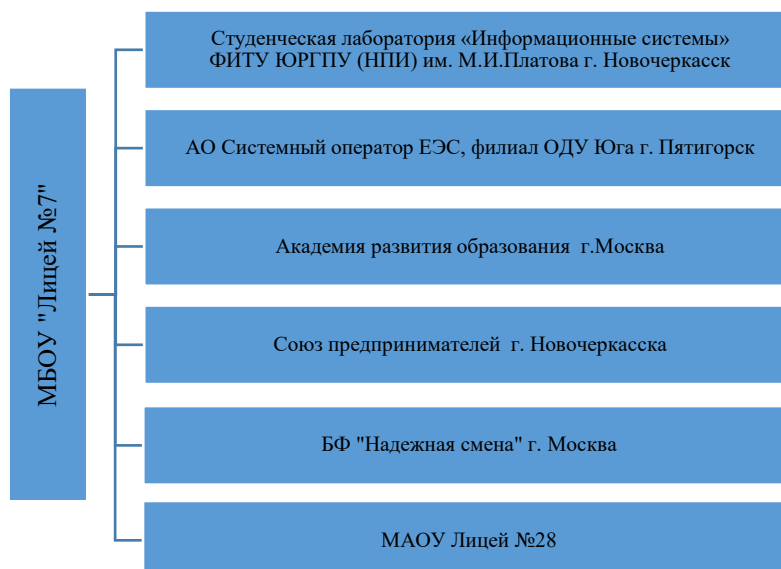 МБОУ "Лицей №7"
Студенческая лаборатория «Информационные системы»
ФИТУ ЮРГПУ (НПИ) им. М.И.Платова г. Новочеркасск
АО Системный оператор ЕЭС, филиал ОДУ Юга г. Пятигорск
Академия развития образования г.Москва
Союз предпринимателей г. Новочеркасска
БФ "Надежная смена" г. Москва
МАОУ Лицей №28